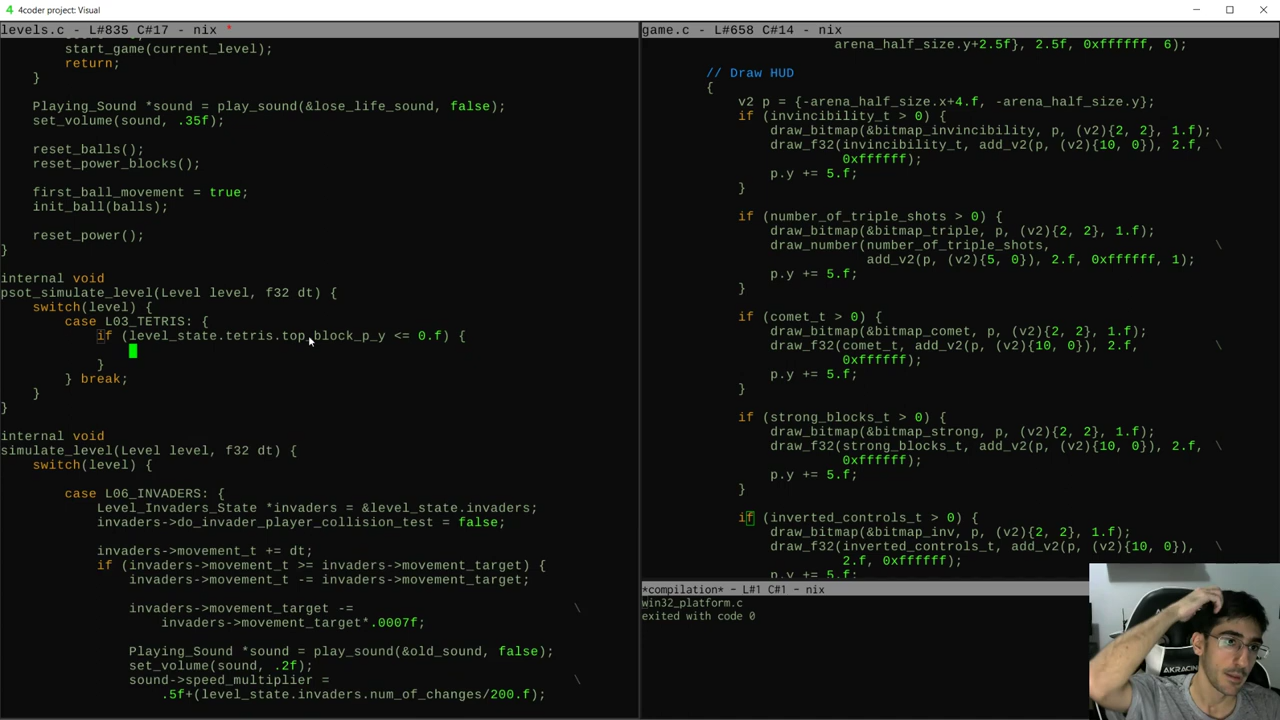 4coder project: Visual
levels.c - L#835 C#17 - nix *
start_game(current_level);
return;
}
Playing_Sound *sound = play_sound(&lose_life_sound, false);
set_volume(sound, .35f);
reset_balls();
reset_power_blocks();
first_ball_movement = true;
init_ball(balls);
reset_power();
}
internal void
psot_simulate_level(Level level, f32 dt) {
switch(level) {
case L03_TETRIS: {
if (level_state.tetris.top_block_p_y <= 0.f) {
}
} break;
}
}
internal void
simulate_level(Level level, f32 dt) {
switch(level) {
case L06_INVADERS: {
Level_Invaders_State *invaders = &level_state.invaders;
invaders->do_invader_player_collision_test = false;
invaders->movement_t += dt;
if (invaders->movement_t >= invaders->movement_target) {
invaders->movement_t -= invaders->movement_target;
invaders->movement_target -= \
invaders->movement_target*.0007f;
Playing_Sound *sound = play_sound(&old_sound, false);
set_volume(sound, .2f);
sound->speed_multiplier = \
.5f+(level_state.invaders.num_of_changes/200.f);
game.c - L#658 C#14 - nix
arena_half_size.y+2.5f}, 2.5f, 0xffffff, 6);
// Draw HUD
{
v2 p = {-arena_half_size.x+4.f, -arena_half_size.y};
if (invincibility_t > 0) {
draw_bitmap(&bitmap_invincibility, p, (v2){2, 2}, 1.f);
draw_f32(invincibility_t, add_v2(p, (v2){10, 0}), 2.f, \
0xffffff);
p.y += 5.f;
}
if (number_of_triple_shots > 0) {
draw_bitmap(&bitmap_triple, p, (v2){2, 2}, 1.f);
draw_number(number_of_triple_shots, \
add_v2(p, (v2){5, 0}), 2.f, 0xffffff, 1);
p.y += 5.f;
}
if (comet_t > 0) {
draw_bitmap(&bitmap_comet, p, (v2){2, 2}, 1.f);
draw_f32(comet_t, add_v2(p, (v2){10, 0}), 2.f, \
0xffffff);
p.y += 5.f;
}
if (strong_blocks_t > 0) {
draw_bitmap(&bitmap_strong, p, (v2){2, 2}, 1.f);
draw_f32(strong_blocks_t, add_v2(p, (v2){10, 0}), 2.f, \
0xffffff);
p.y += 5.f;
}
if (inverted_controls_t > 0) {
draw_bitmap(&bitmap_inv, p, (v2){2, 2}, 1.f);
draw_f32(inverted_controls_t, add_v2(p, (v2){10, 0}), \
2.f, 0xffffff);
p.y += 5.f;
*compilation* - L#1 C#1 - nix
win32_platform.c
exited with code 0
AKRACING